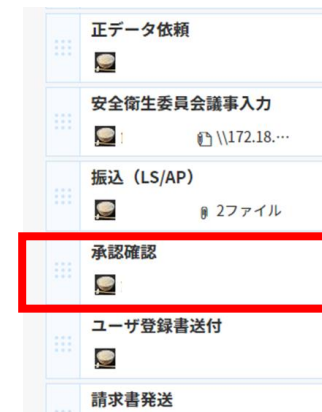 正データ依頼
安全衛生委員会議事入力
\\172.18.…
振込（LS/AP）
2ファイル
承認確認
ユーザ登録書送付
請求書発送